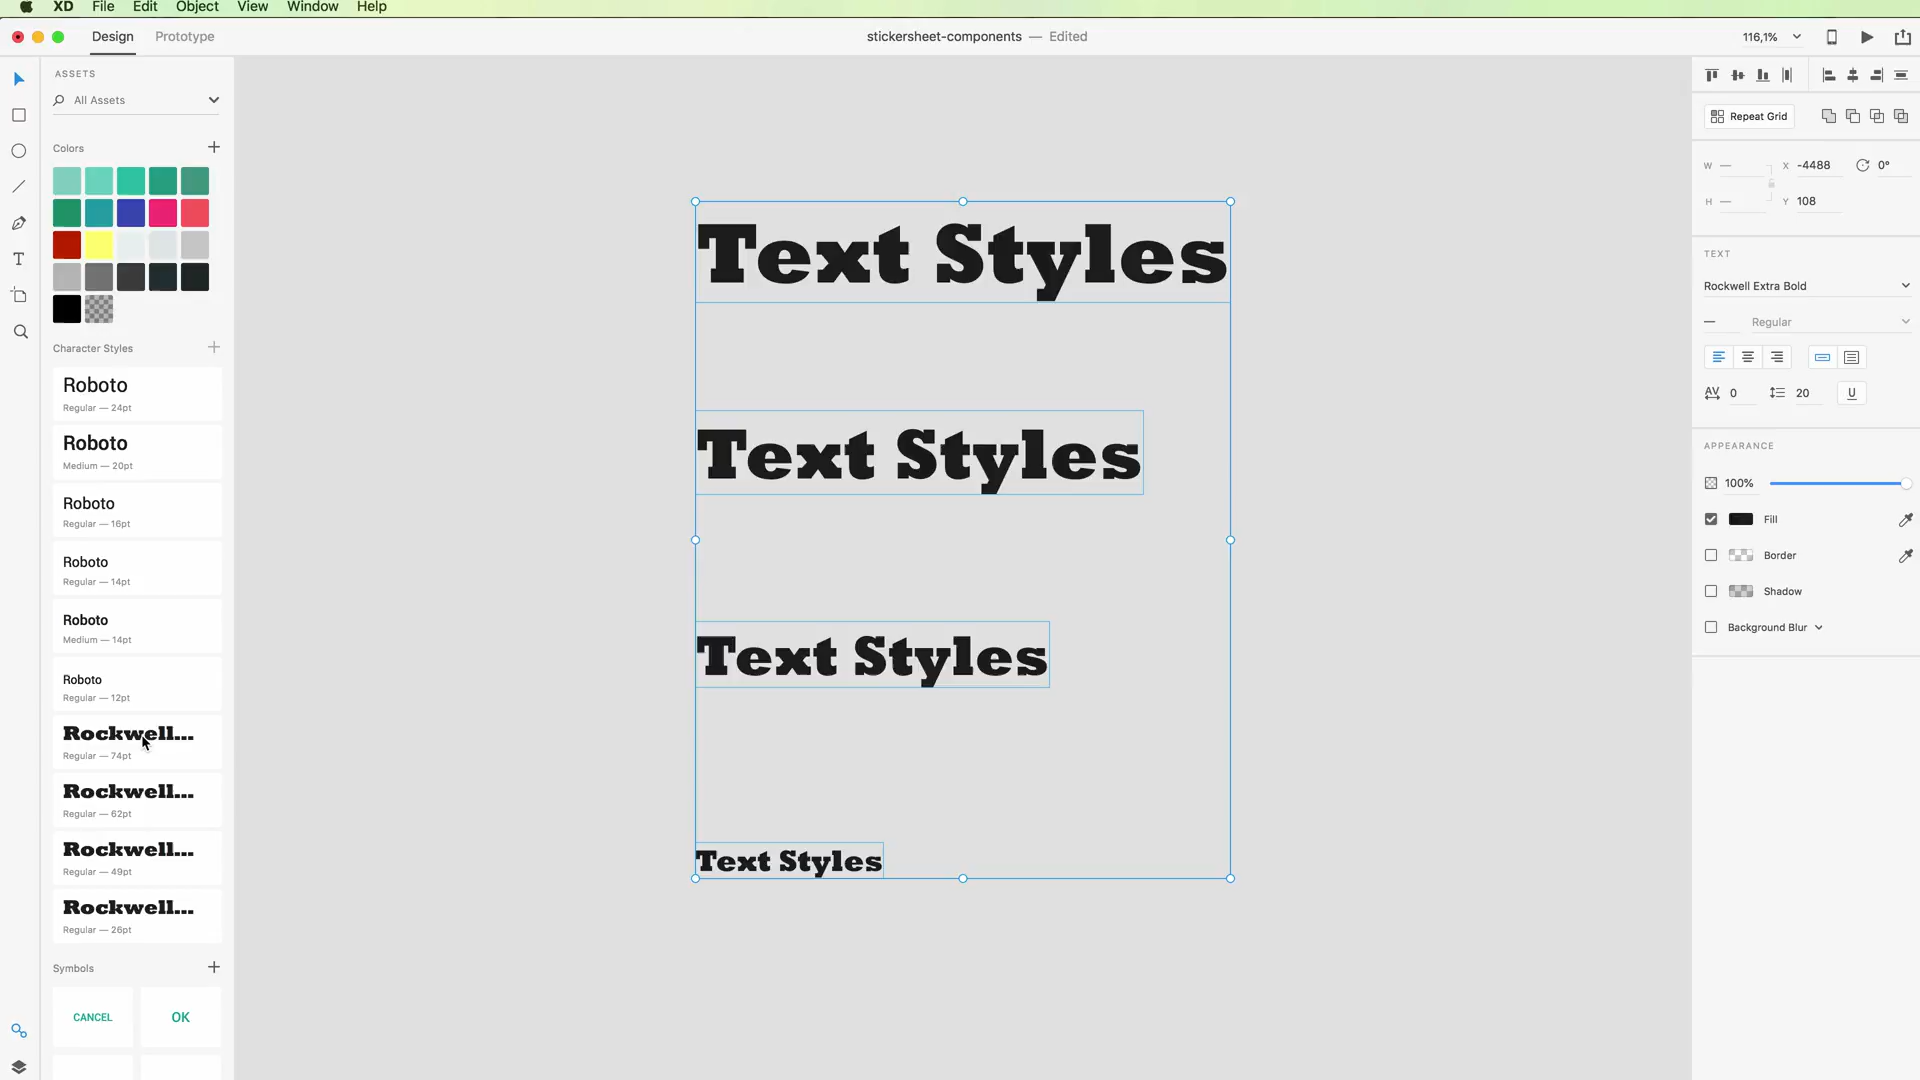 XD File Edit Object View Window Help
Design Prototype stickersheet-components — Edited 116,1%
ASSETS
All Assets
Colors
Character Styles
Roboto
Regular — 24pt
Roboto
Medium — 20pt
Roboto
Regular — 16pt
Roboto
Regular — 14pt
Roboto
Medium — 14pt
Roboto
Regular — 12pt
Rockwell...
Regular — 74pt
Rockwell...
Regular — 62pt
Rockwell...
Regular — 49pt
Rockwell...
Regular — 26pt
Symbols
CANCEL OK
Text Styles
Text Styles
Text Styles
Text Styles
Repeat Grid
W — X -4488 0°
H — Y 108
TEXT
Rockwell Extra Bold
— Regular
AV 0 20 U
APPEARANCE
100%
Fill
Border
Shadow
Background Blur